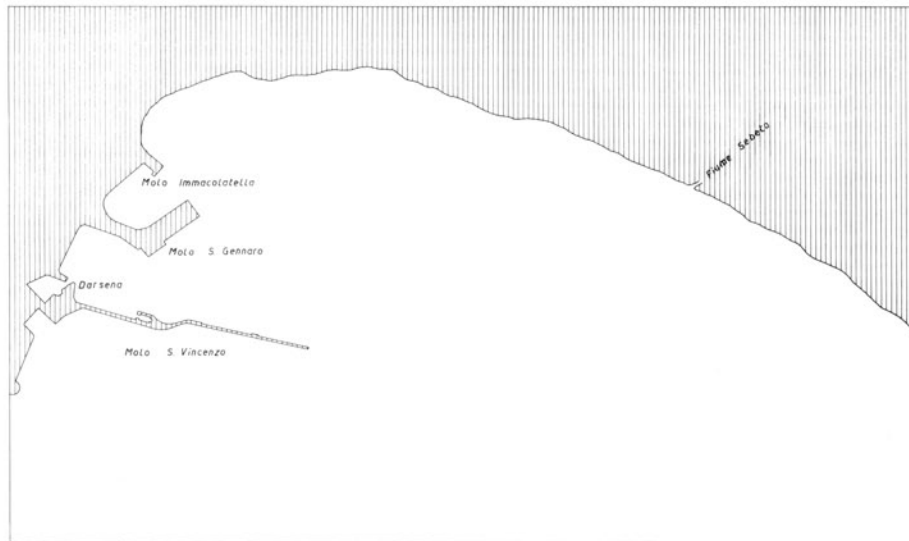 Fiume Sebeto
Molo Immacolatella
Molo S. Gennaro
Darsena
Molo S. Vincenzo